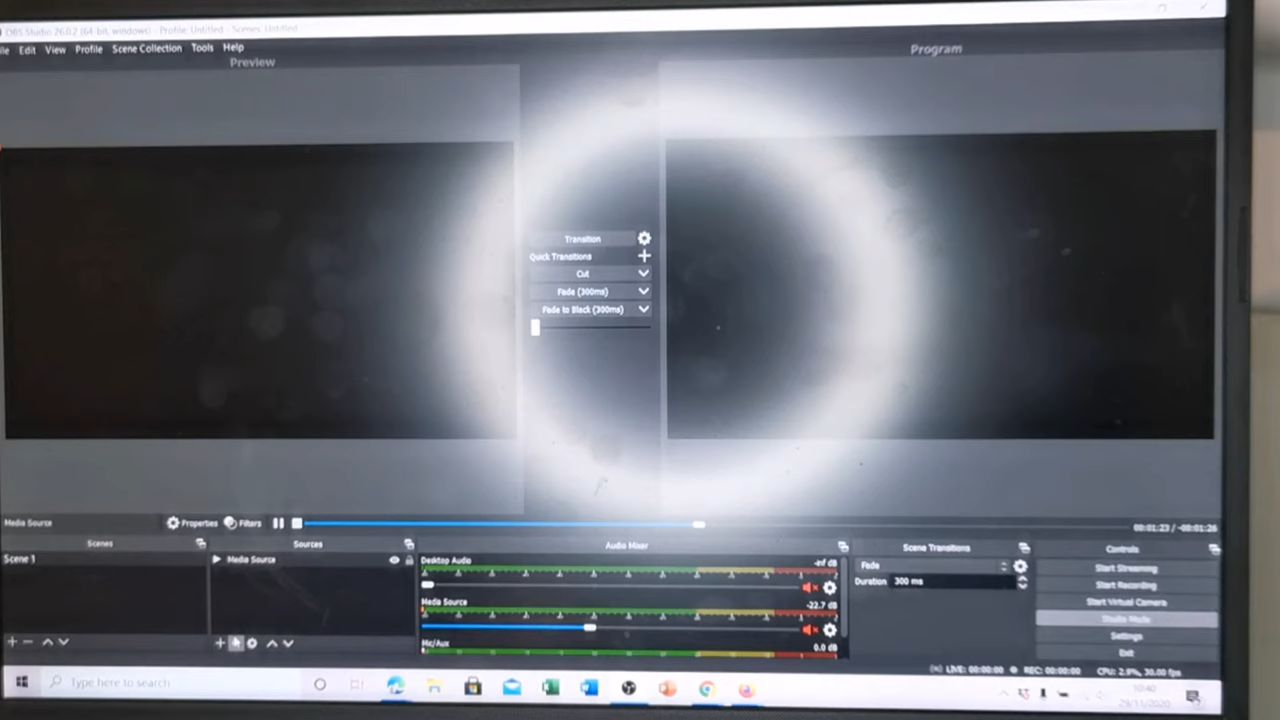 OBS Studio 26.0.2 (64-bit, windows) - Profile: Untitled - Scenes: Untitled
Edit View Profile Scene Collection Tools Help
Preview
Program
Transition
Quick Transitions
Cut
Fade (300ms)
Fade to Black (300ms)
Media Source
Properties
Filters
00:01:23 / -00:01:26
Scenes
Sources
Audio Mixer
Scene Transitions
Controls
Scene 1
Media Source
Desktop Audio
-inf dB
Media Source
-22.7 dB
Mic/Aux
0.0 dB
Fade
Duration 300 ms
Start Streaming
Start Recording
Start Virtual Camera
Studio Mode
Settings
Exit
LIVE: 00:00:00
REC: 00:00:00
CPU: 2.9%, 30.00 fps
Type here to search
10:40
29/11/2020